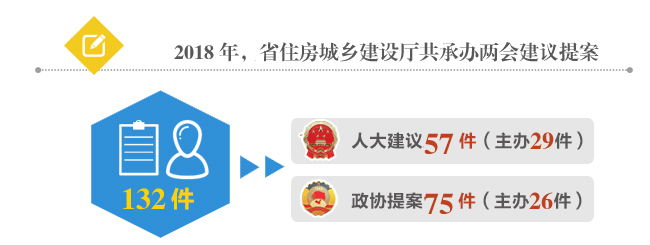 2018 年，省住房城乡建设厅共承办两会建议提案
132 件
人大建议57 件（主办29件）
政协提案75 件（主办26件）